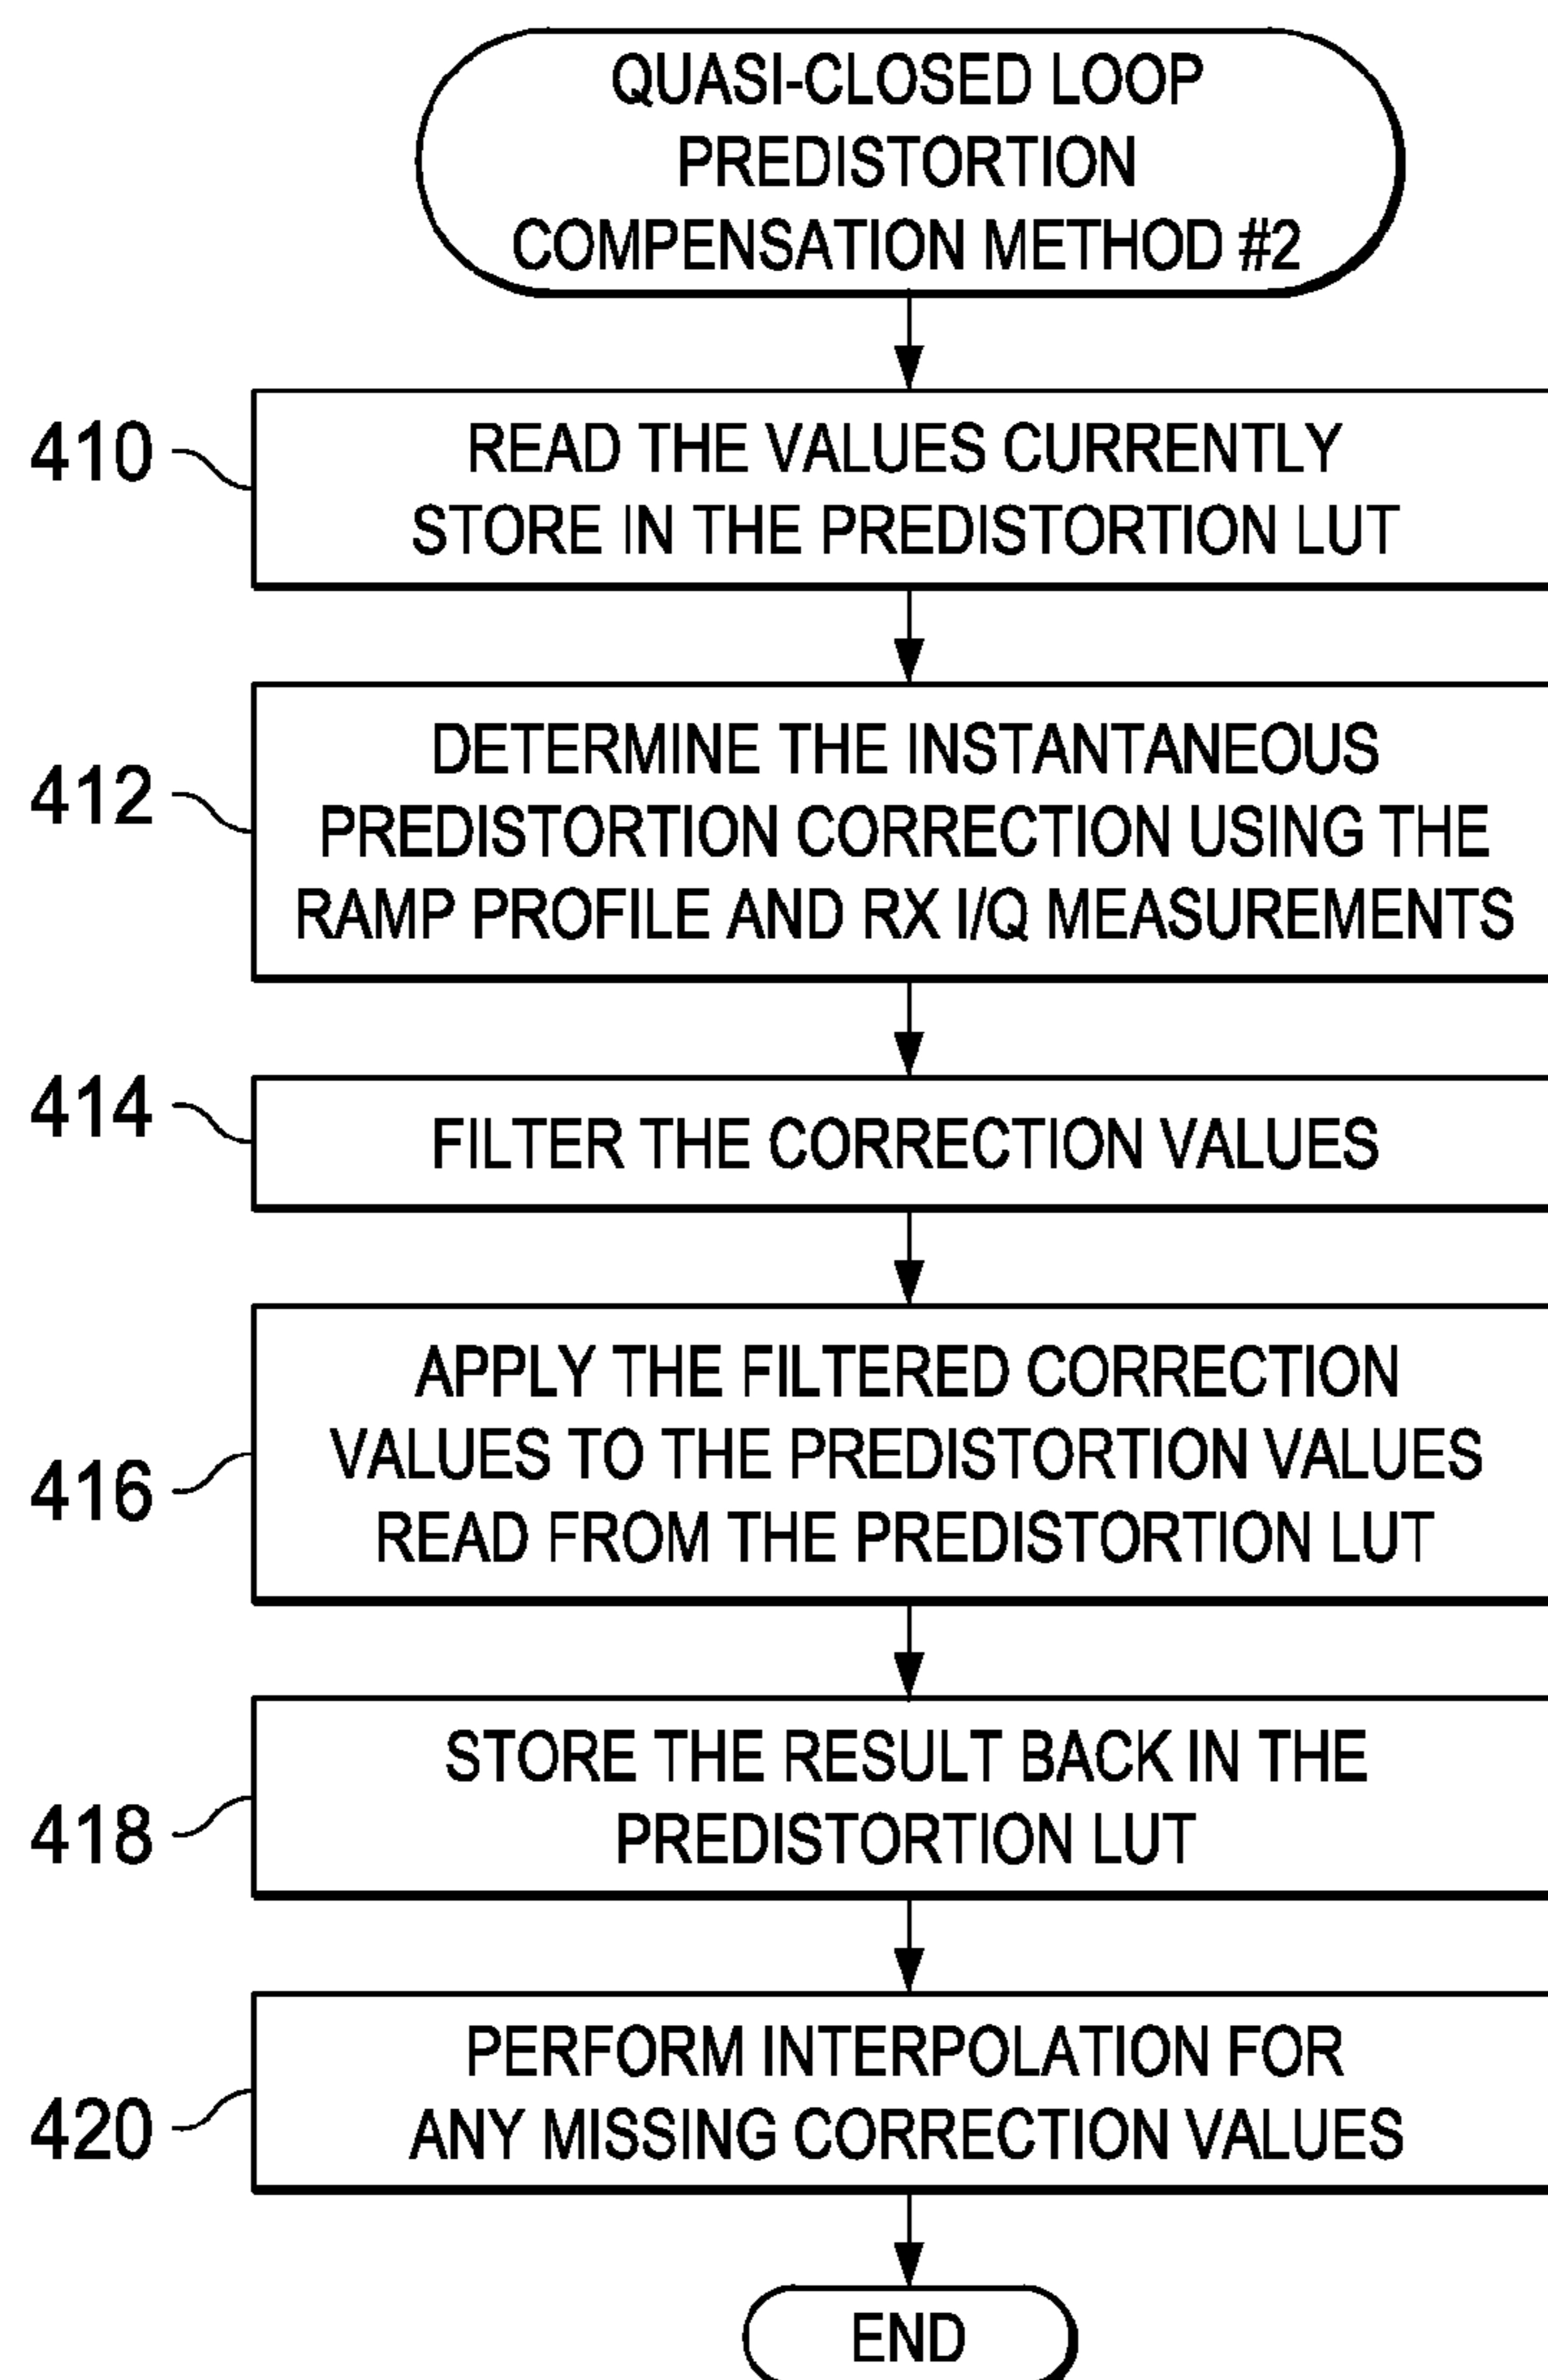 QUASI-CLOSED LOOP
PREDISTORTION
COMPENSATION METHOD #2
410
READ THE VALUES CURRENTLY
STORE IN THE PREDISTORTION LUT
412
DETERMINE THE INSTANTANEOUS
PREDISTORTION CORRECTION USING THE
RAMP PROFILE AND RX I/Q MEASUREMENTS
414
FILTER THE CORRECTION VALUES
416
APPLY THE FILTERED CORRECTION
VALUES TO THE PREDISTORTION VALUES
READ FROM THE PREDISTORTION LUT
418
STORE THE RESULT BACK IN THE
PREDISTORTION LUT
420
PERFORM INTERPOLATION FOR
ANY MISSING CORRECTION VALUES
END